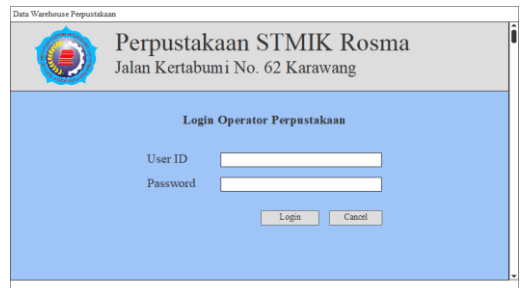 Data Warehouse Perpustakaan
Perpustakaan STMIK Rosma
Jalan Kertabumi No. 62 Karawang
Login Operator Perpustakaan
User ID
Password
Login Cancel